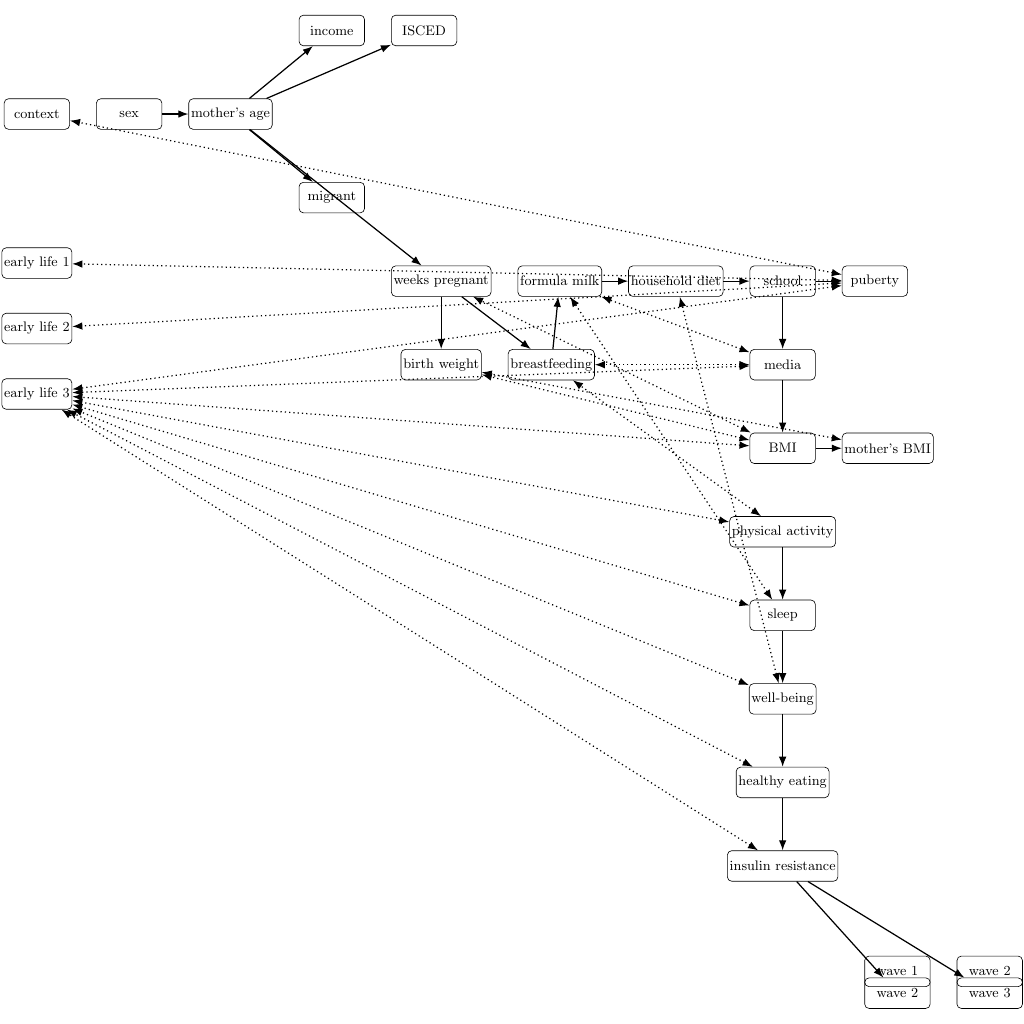 income
ISCED
context
sex
mother's age
migrant
early life 1
weeks pregnant
formula milk
household diet
school
puberty
early life 2
birth weight
breastfeeding
media
early life 3
BMI
mother's BMI
physical activity
sleep
well-being
healthy eating
insulin resistance
wave 1
wave 2
wave 2
wave 3